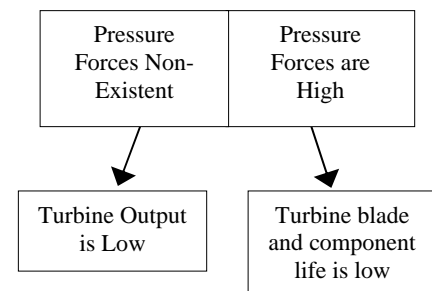 Pressure
Forces Non-
Existent
Pressure
Forces are
High
Turbine Output
is Low
Turbine blade
and component
life is low